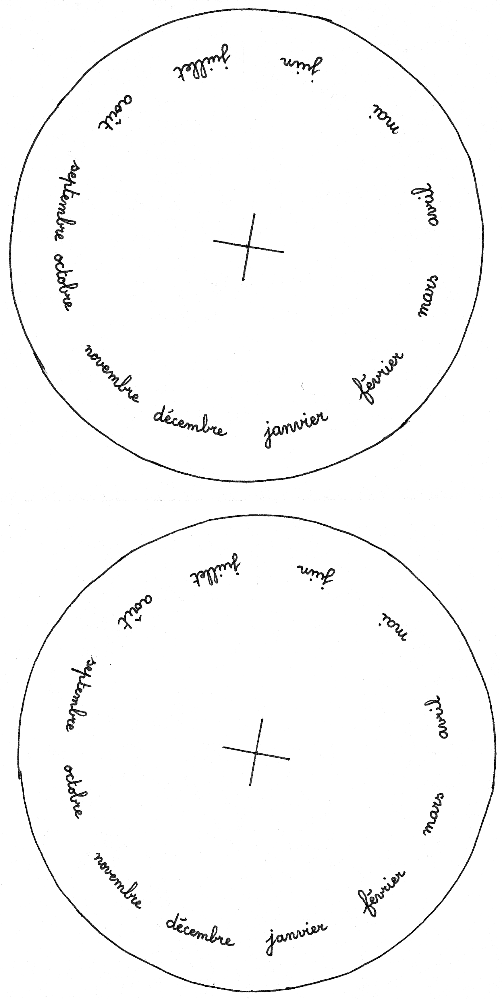 janvier
février
mars
avril
mai
juin
juillet
août
septembre
octobre
novembre
décembre
janvier
février
mars
avril
mai
juin
juillet
août
septembre
octobre
novembre
décembre